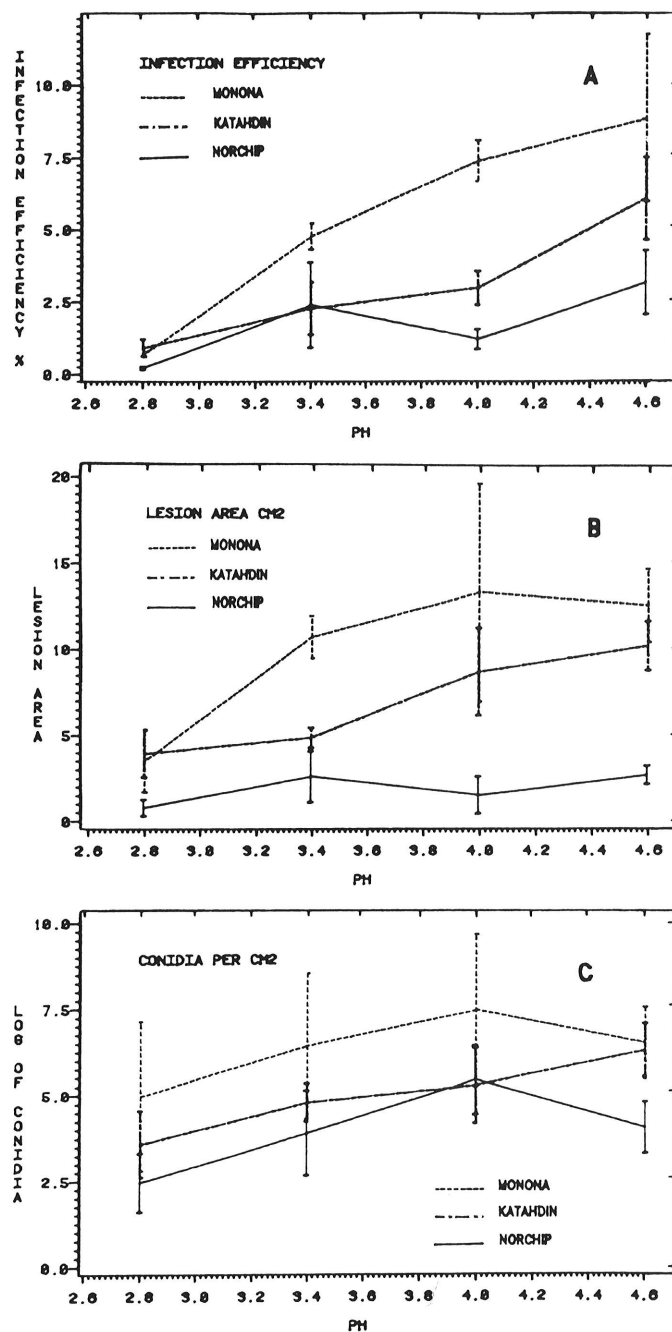 INFECTION EFFICIENCY %
INFECTION EFFICIENCY
MONONA
KATAHDIN
NORCHIP
A
10.0
7.5
5.0
2.5
0.0
2.6 2.8 3.0 3.2 3.4 3.6 3.8 4.0 4.2 4.4 4.6
PH
LESION AREA
LESION AREA CM2
MONONA
KATAHDIN
NORCHIP
B
20
15
10
5
0
2.6 2.8 3.0 3.2 3.4 3.6 3.8 4.0 4.2 4.4 4.6
PH
LOG OF CONIDIA
CONIDIA PER CM2
C
10.0
7.5
5.0
2.5
0.0
MONONA
KATAHDIN
NORCHIP
2.6 2.8 3.0 3.2 3.4 3.6 3.8 4.0 4.2 4.4 4.6
PH